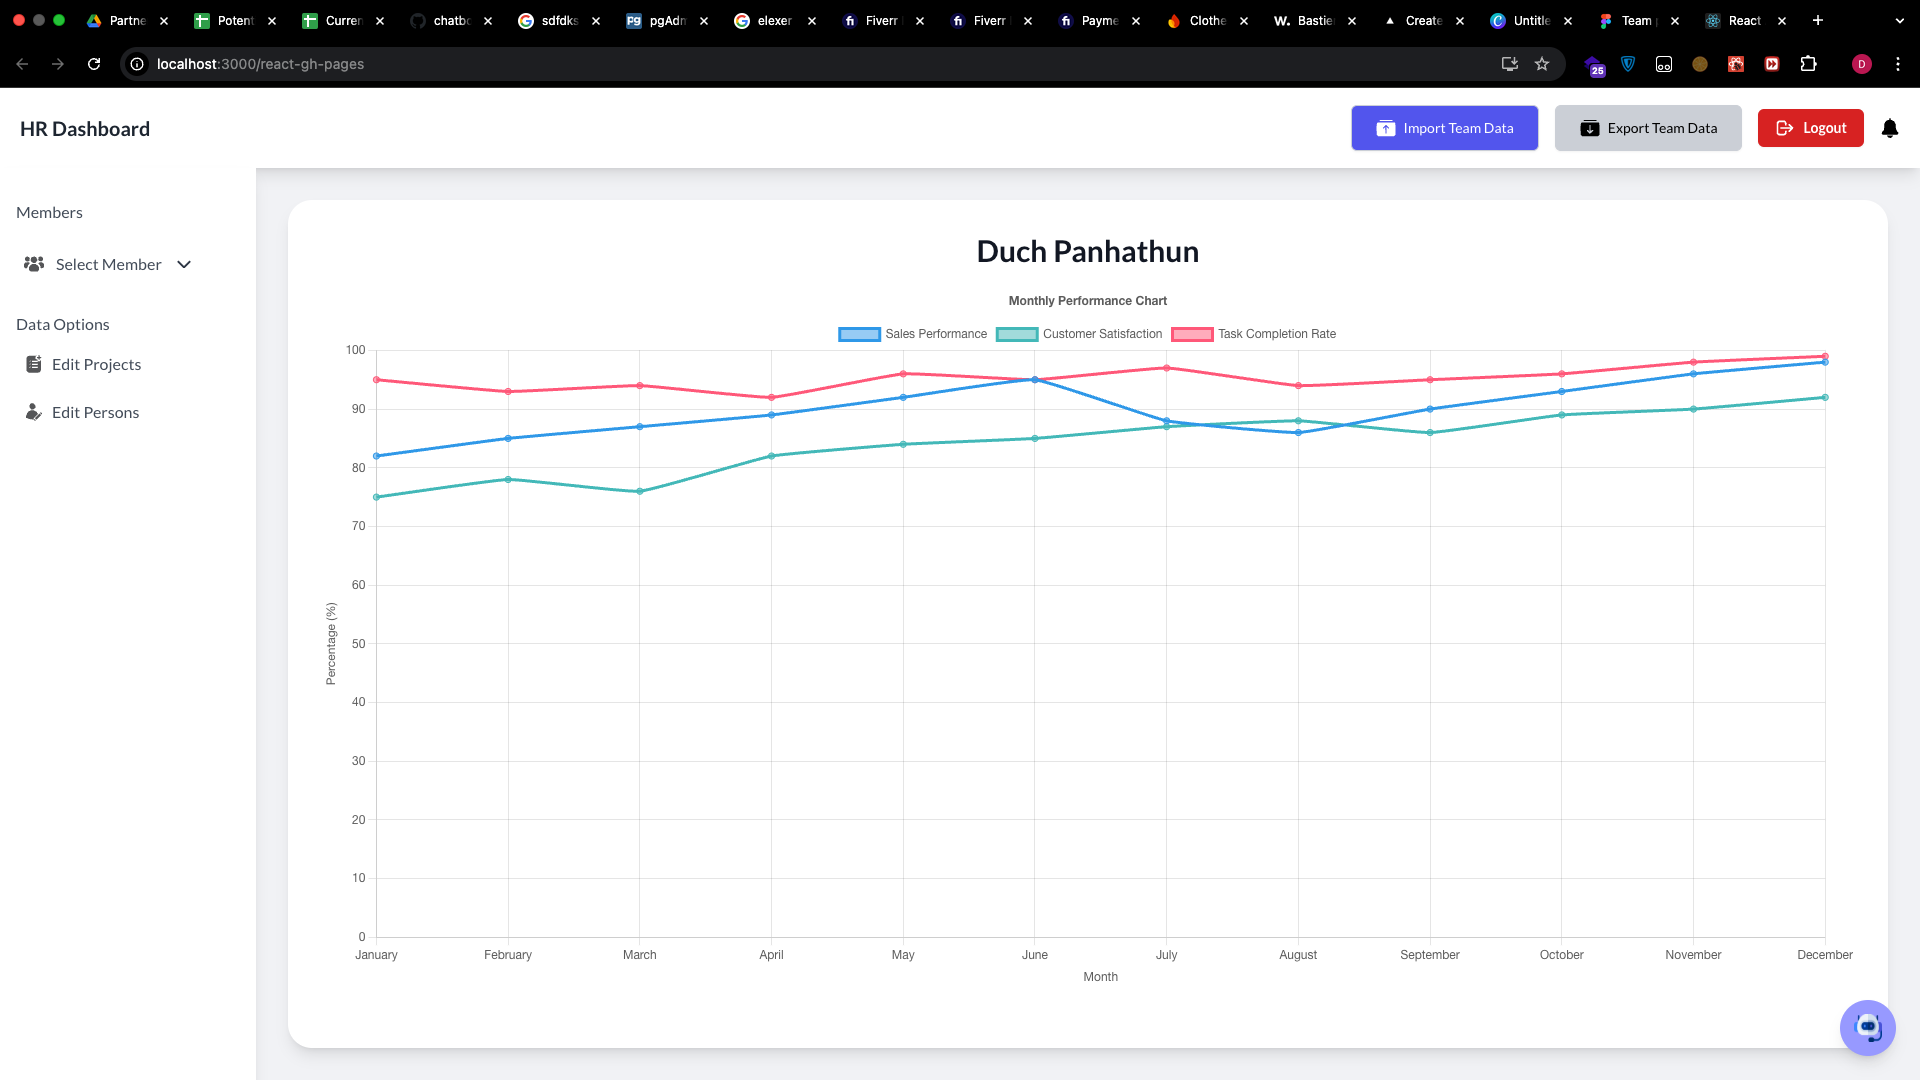 Partne Potent Curren chatbo sdfdks pgAdm elexer Fiverr Fiverr Payme Clothe Bastie Create Untitle Team React
localhost:3000/react-gh-pages
25
D
HR Dashboard
Import Team Data
Export Team Data
Logout
Members
Select Member
Data Options
Edit Projects
Edit Persons
Duch Panhathun
Monthly Performance Chart
Sales Performance Customer Satisfaction Task Completion Rate
100
90
80
70
60
50
40
30
20
10
0
Percentage (%)
January February March April May June July August September October November December
Month